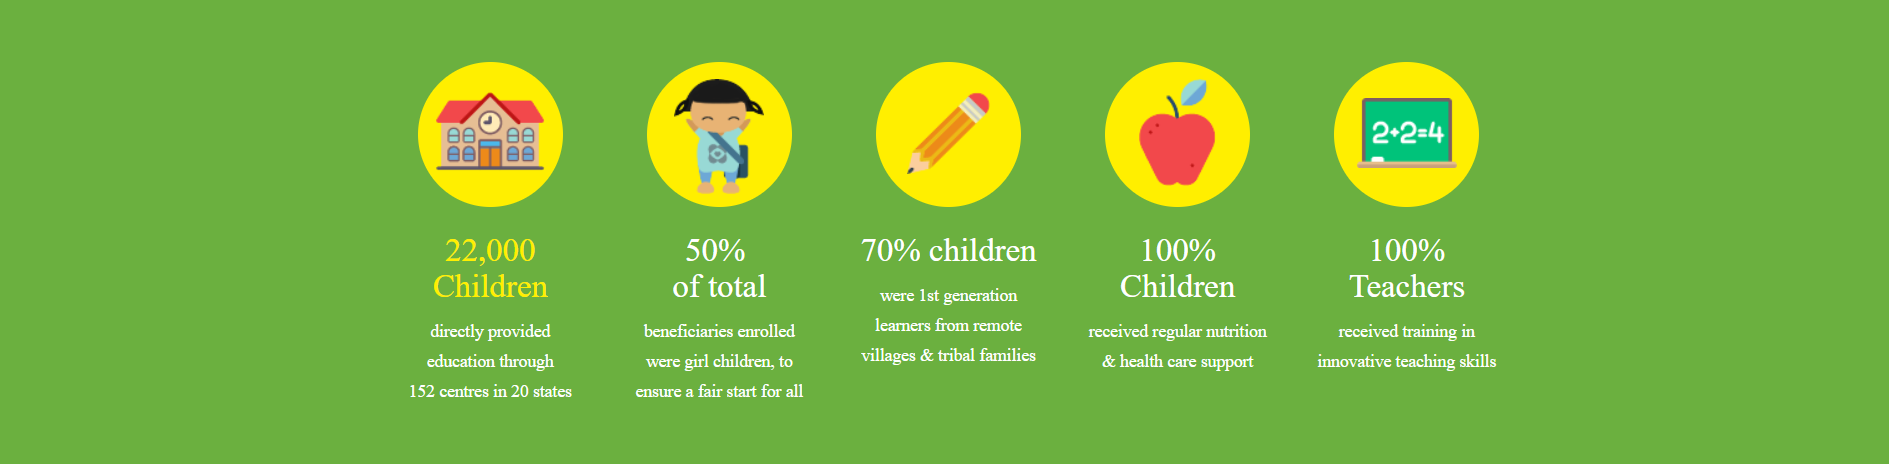 2+2=4
22,000
Children
directly provided
education through
152 centres in 20 states
50%
of total
beneficiaries enrolled
were girl children, to
ensure a fair start for all
70% children
were 1st generation
learners from remote
villages & tribal families
100%
Children
received regular nutrition
& health care support
100%
Teachers
received training in
innovative teaching skills